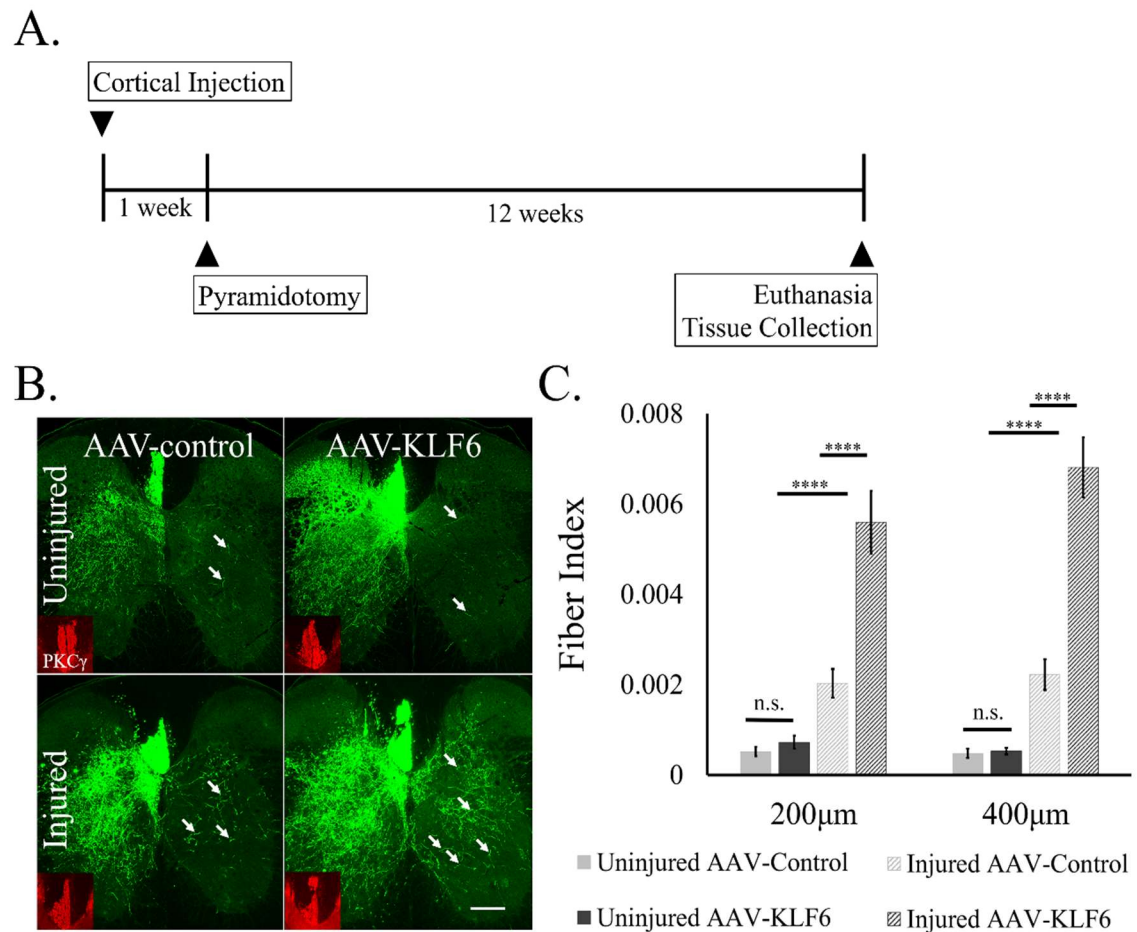 A.
Cortical Injection
1 week
12 weeks
Pyramidotomy
Euthanasia
Tissue Collection
B.
AAV-control
AAV-KLF6
Uninjured
PKCγ
Injured
C.
Fiber Index
0.008
0.006
0.004
0.002
0
n.s.
****
****
n.s.
****
****
200μm
400μm
Uninjured AAV-Control
Injured AAV-Control
Uninjured AAV-KLF6
Injured AAV-KLF6